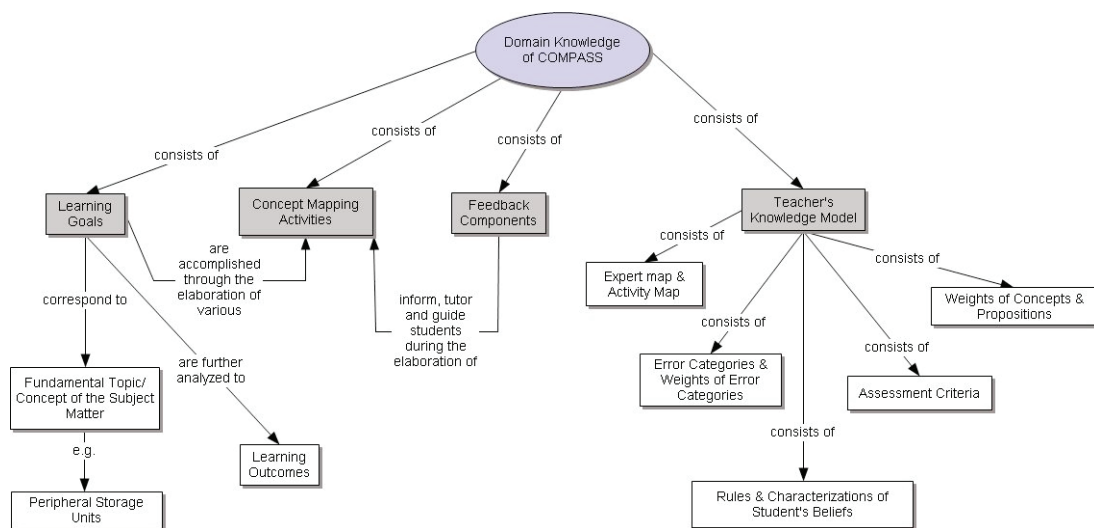 Domain Knowledge
of COMPASS
consists of
consists of
consists of
consists of
Learning
Goals
Concept Mapping
Activities
Feedback
Components
Teacher's
Knowledge Model
are
accomplished
through the
elaboration of
various
inform, tutor
and guide
students
during the
elaboration of
correspond to
are further
analyzed to
Fundamental Topic/
Concept of the Subject
Matter
e.g.
Peripheral Storage
Units
Learning
Outcomes
consists of
Expert map &
Activity Map
consists of
Error Categories &
Weights of Error
Categories
consists of
Rules & Characterizations of
Student's Beliefs
consists of
Assessment Criteria
consists of
Weights of Concepts &
Propositions